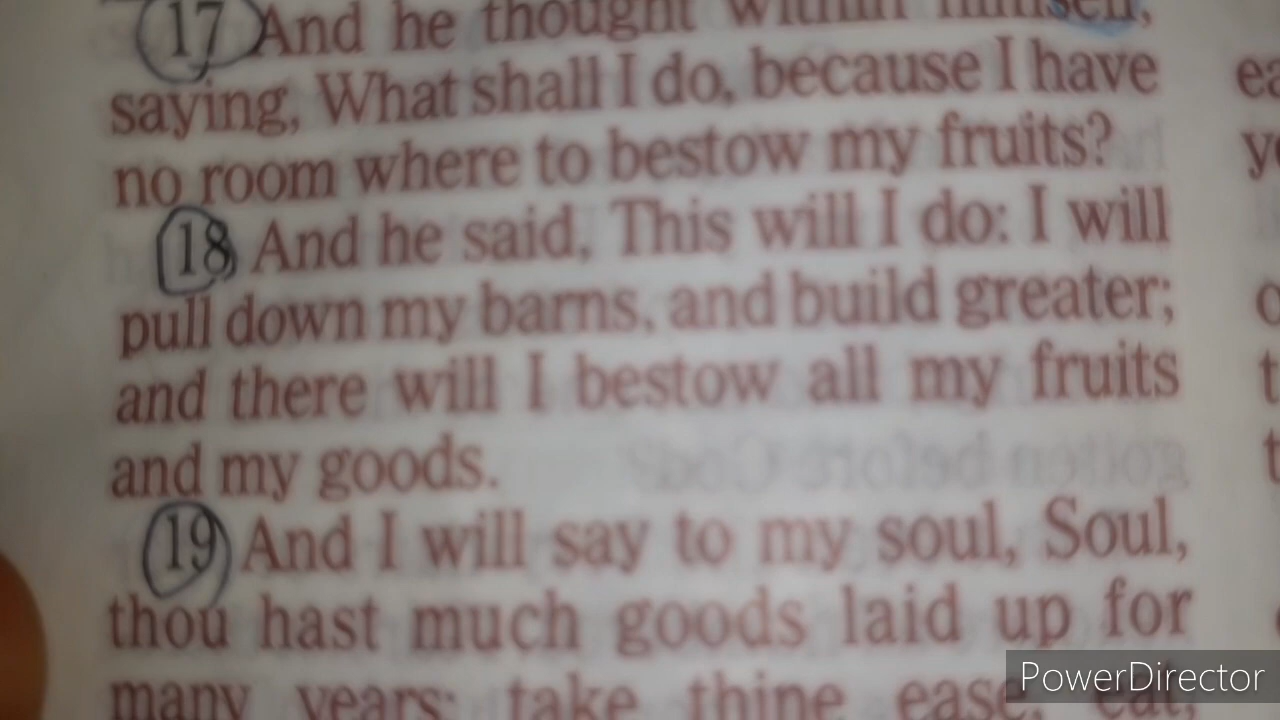 17 And he thought within himself,
saying, What shall I do, because I have
no room where to bestow my fruits?
18 And he said, This will I do: I will
pull down my barns, and build greater;
and there will I bestow all my fruits
and my goods.
19 And I will say to my soul, Soul,
thou hast much goods laid up for
many years; take thine ease, eat,
PowerDirector